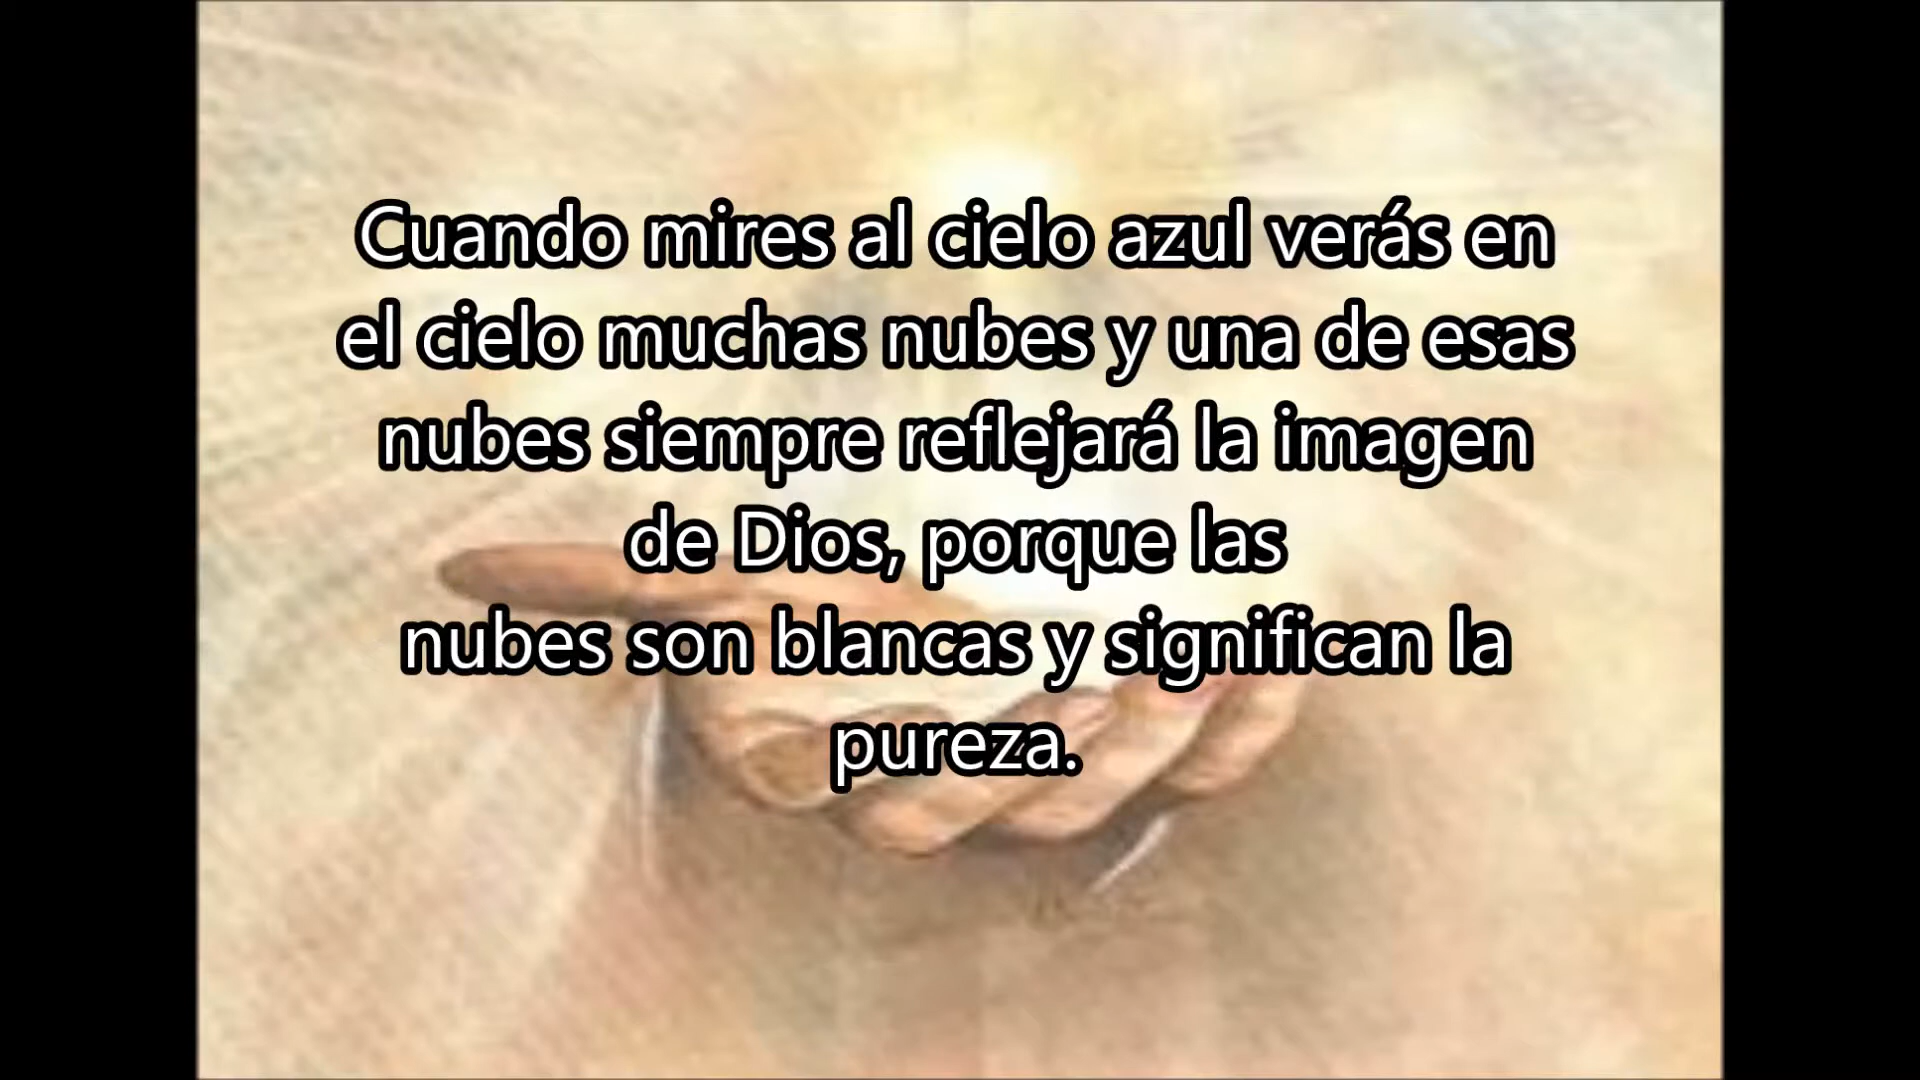 Cuando mires al cielo azul verás en
el cielo muchas nubes y una de esas
nubes siempre reflejará la imagen
de Dios, porque las
nubes son blancas y significan la
pureza.